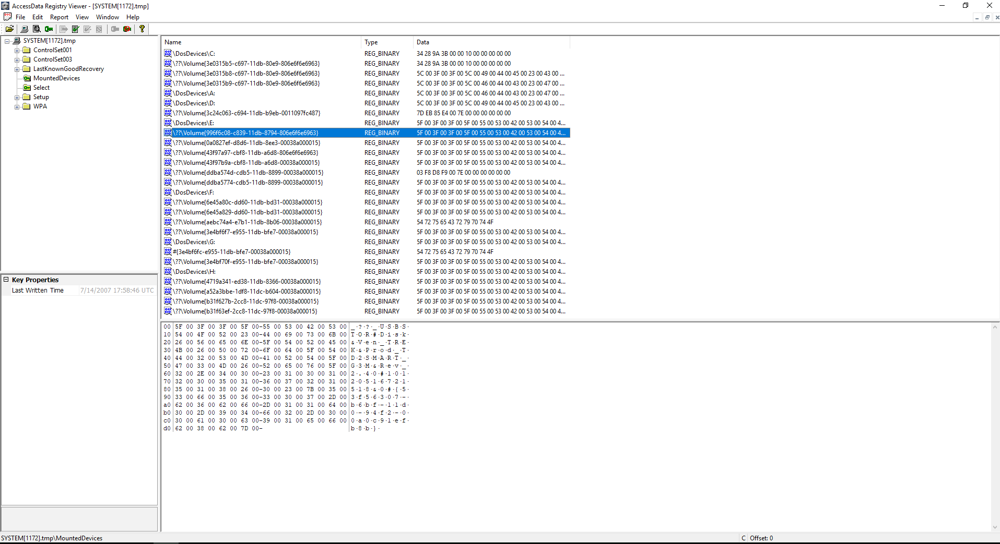 AccessData Registry Viewer - [SYSTEM[1172].tmp]
File Edit Report View Window Help
SYSTEM[1172].tmp
ControlSet001
ControlSet003
LastKnownGoodRecovery
MountedDevices
Select
Setup
WPA
Key Properties
Last Written Time 7/14/2007 17:58:46 UTC
Name Type Data
\DosDevices\C: REG_BINARY 34 28 9A 3B 00 00 10 00 00 00 00 00
\??\Volume{3e0315b5-c697-11db-80e9-806e6f6e6963} REG_BINARY 34 28 9A 3B 00 00 10 00 00 00 00 00
\??\Volume{3e0315b8-c697-11db-80e9-806e6f6e6963} REG_BINARY 5C 00 3F 00 3F 00 5C 00 49 00 44 00 45 00 23 00 43 00 ...
\??\Volume{3e0315b9-c697-11db-80e9-806e6f6e6963} REG_BINARY 5C 00 3F 00 3F 00 5C 00 46 00 44 00 43 00 23 00 47 00 ...
\DosDevices\A: REG_BINARY 5C 00 3F 00 3F 00 5C 00 46 00 44 00 43 00 23 00 47 00 ...
\DosDevices\D: REG_BINARY 5C 00 3F 00 3F 00 5C 00 49 00 44 00 45 00 23 00 43 00 ...
\??\Volume{3c24c063-c694-11db-b9eb-0011097fc487} REG_BINARY 7D EB 85 E4 00 7E 00 00 00 00 00 00
\DosDevices\E: REG_BINARY 5F 00 3F 00 3F 00 5F 00 55 00 53 00 42 00 53 00 54 00 4...
\??\Volume{996f6c08-c839-11db-8794-806e6f6e6963} REG_BINARY 5F 00 3F 00 3F 00 5F 00 55 00 53 00 42 00 53 00 54 00 4...
\??\Volume{0a0827ef-d8d6-11db-8ee3-00038a000015} REG_BINARY 5F 00 3F 00 3F 00 5F 00 55 00 53 00 42 00 53 00 54 00 4...
\??\Volume{43f97a97-cbf8-11db-a6d8-806e6f6e6963} REG_BINARY 5F 00 3F 00 3F 00 5F 00 55 00 53 00 42 00 53 00 54 00 4...
\??\Volume{43f97b9a-cbf8-11db-a6d8-00038a000015} REG_BINARY 5F 00 3F 00 3F 00 5F 00 55 00 53 00 42 00 53 00 54 00 4...
\??\Volume{ddba574d-cdb5-11db-8899-00038a000015} REG_BINARY 03 F8 D8 F9 00 7E 00 00 00 00 00 00
\??\Volume{ddba5774-cdb5-11db-8899-00038a000015} REG_BINARY 5F 00 3F 00 3F 00 5F 00 55 00 53 00 42 00 53 00 54 00 4...
\DosDevices\F: REG_BINARY 5F 00 3F 00 3F 00 5F 00 55 00 53 00 42 00 53 00 54 00 4...
\??\Volume{6e45a80c-dd60-11db-bd31-00038a000015} REG_BINARY 5F 00 3F 00 3F 00 5F 00 55 00 53 00 42 00 53 00 54 00 4...
\??\Volume{6e45a829-dd60-11db-bd31-00038a000015} REG_BINARY 5F 00 3F 00 3F 00 5F 00 55 00 53 00 42 00 53 00 54 00 4...
\??\Volume{aebc74a4-e7b1-11db-8b06-00038a000015} REG_BINARY 54 72 75 65 43 72 79 70 74 4F
\??\Volume{3e4bf6f7-e955-11db-bfe7-00038a000015} REG_BINARY 5F 00 3F 00 3F 00 5F 00 55 00 53 00 42 00 53 00 54 00 4...
\DosDevices\G: REG_BINARY 5F 00 3F 00 3F 00 5F 00 55 00 53 00 42 00 53 00 54 00 4...
#{3e4bf6fc-e955-11db-bfe7-00038a000015} REG_BINARY 54 72 75 65 43 72 79 70 74 4F
\??\Volume{3e4bf70f-e955-11db-bfe7-00038a000015} REG_BINARY 5F 00 3F 00 3F 00 5F 00 55 00 53 00 42 00 53 00 54 00 4...
\DosDevices\H: REG_BINARY 5F 00 3F 00 3F 00 5F 00 55 00 53 00 42 00 53 00 54 00 4...
\??\Volume{4719a341-ed38-11db-8366-00038a000015} REG_BINARY 5F 00 3F 00 3F 00 5F 00 55 00 53 00 42 00 53 00 54 00 4...
\??\Volume{a52a3bbe-1df8-11dc-b604-00038a000015} REG_BINARY 5F 00 3F 00 3F 00 5F 00 55 00 53 00 42 00 53 00 54 00 4...
\??\Volume{b31f627b-2cc8-11dc-97f8-00038a000015} REG_BINARY 5F 00 3F 00 3F 00 5F 00 55 00 53 00 42 00 53 00 54 00 4...
\??\Volume{b31f63ef-2cc8-11dc-97f8-00038a000015} REG_BINARY 5F 00 3F 00 3F 00 5F 00 55 00 53 00 42 00 53 00 54 00 4...
00 5F 00 3F 00 3F 00 5F 00-55 00 53 00 42 00 53 00 _·?·?·_·U·S·B·S·
10 54 00 4F 00 52 00 23 00-44 00 69 00 73 00 6B 00 T·O·R·#·D·i·s·k·
20 26 00 56 00 65 00 6E 00-5F 00 54 00 52 00 45 00 &·V·e·n·_·T·R·E·
30 4B 00 26 00 50 00 72 00-6F 00 64 00 5F 00 54 00 K·&·P·r·o·d·_·T·
40 44 00 32 00 53 00 4D 00-41 00 52 00 54 00 5F 00 D·2·S·M·A·R·T·_·
50 47 00 33 00 4D 00 26 00-52 00 65 00 76 00 5F 00 G·3·M·&·R·e·v·_·
60 32 00 2E 00 34 00 30 00-23 00 31 00 30 00 31 00 2·.·4·0·#·1·0·1·
70 32 00 30 00 35 00 31 00-36 00 37 00 32 00 31 00 2·0·5·1·6·7·2·1·
80 35 00 31 00 38 00 26 00-30 00 23 00 7B 00 35 00 5·1·8·&·0·#·{·5·
90 33 00 66 00 35 00 36 00-33 00 30 00 37 00 2D 00 3·f·5·6·3·0·7·-·
a0 62 00 36 00 62 00 66 00-2D 00 31 00 31 00 64 00 b·6·b·f·-·1·1·d·
b0 30 00 2D 00 39 00 34 00-66 00 32 00 2D 00 30 00 0·-·9·4·f·2·-·0·
c0 30 00 61 00 30 00 63 00-39 00 31 00 65 00 66 00 0·a·0·c·9·1·e·f·
d0 62 00 38 00 62 00 7D 00- b·8·b·}·
SYSTEM[1172].tmp\MountedDevices C Offset: 0